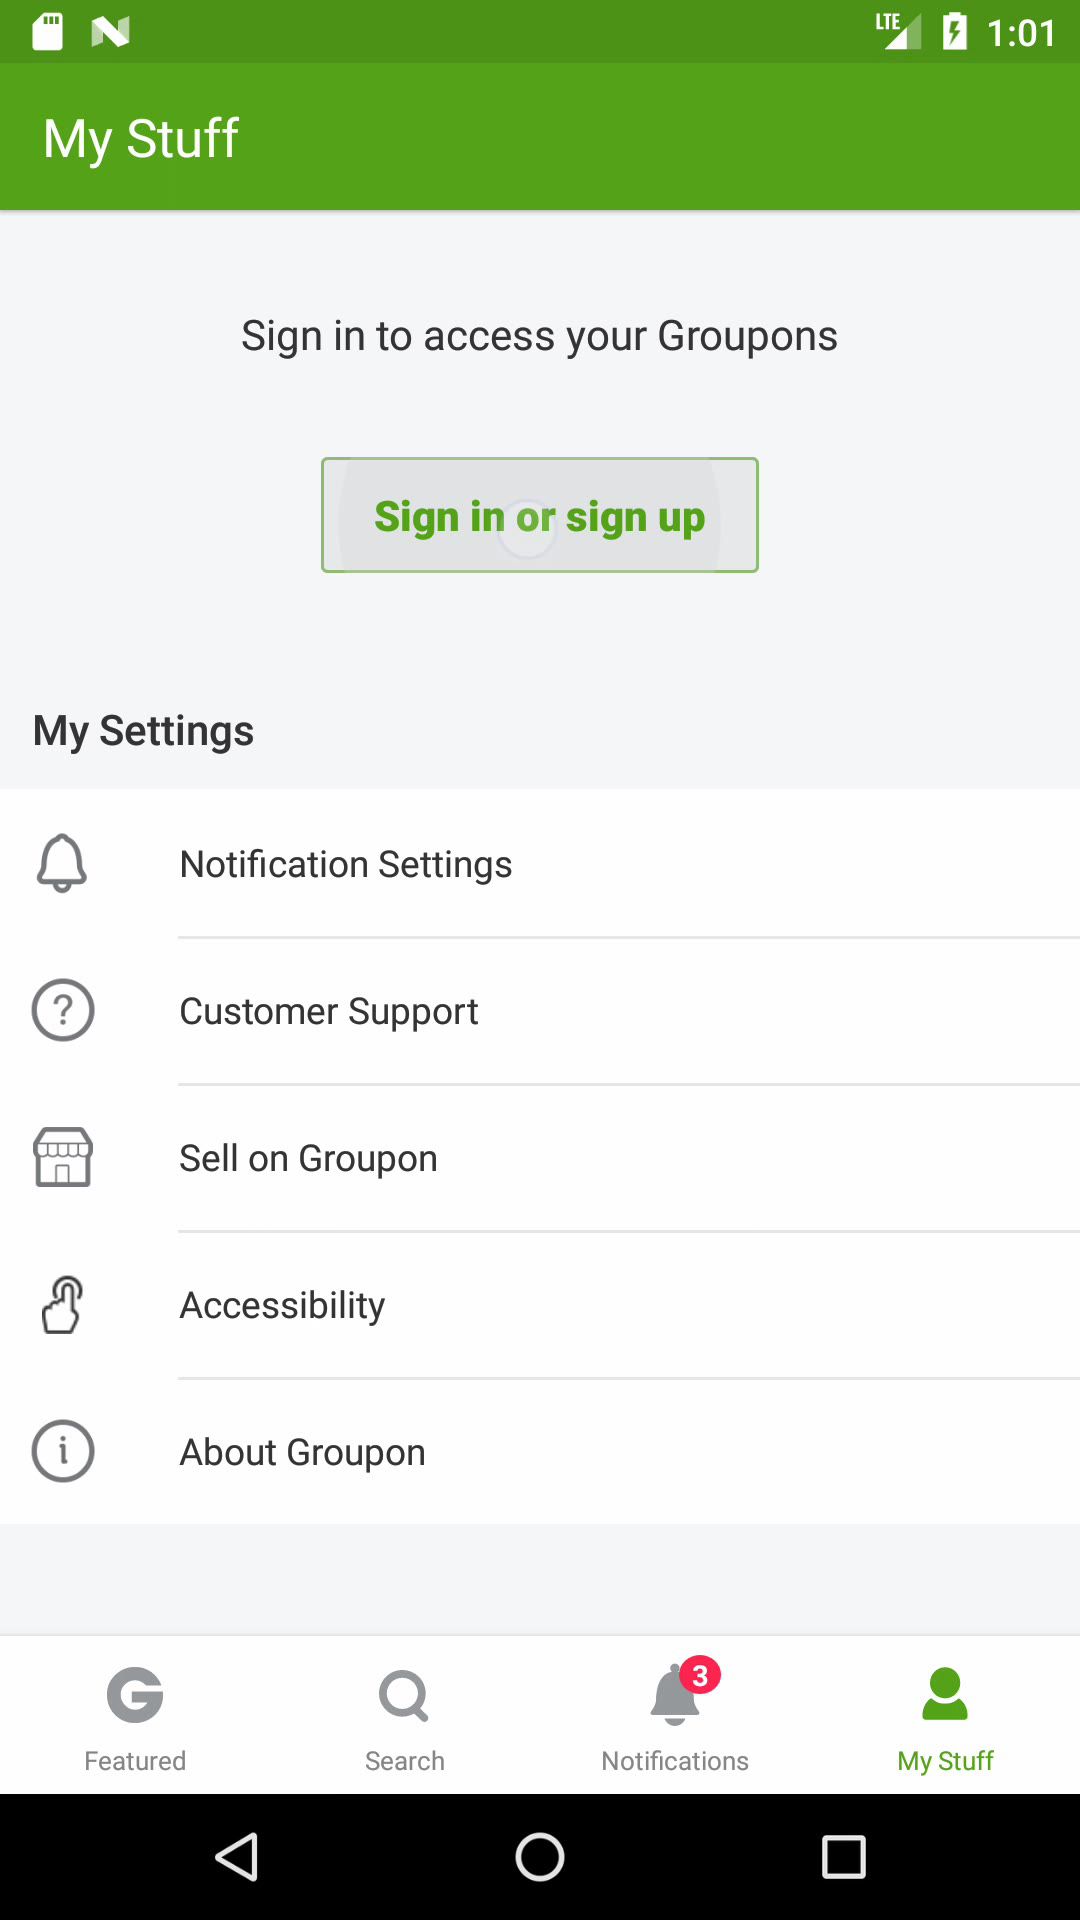 LTE 1:01
My Stuff
Sign in to access your Groupons
Sign in or sign up
My Settings
Notification Settings
Customer Support
Sell on Groupon
Accessibility
About Groupon
3
Featured Search Notifications My Stuff